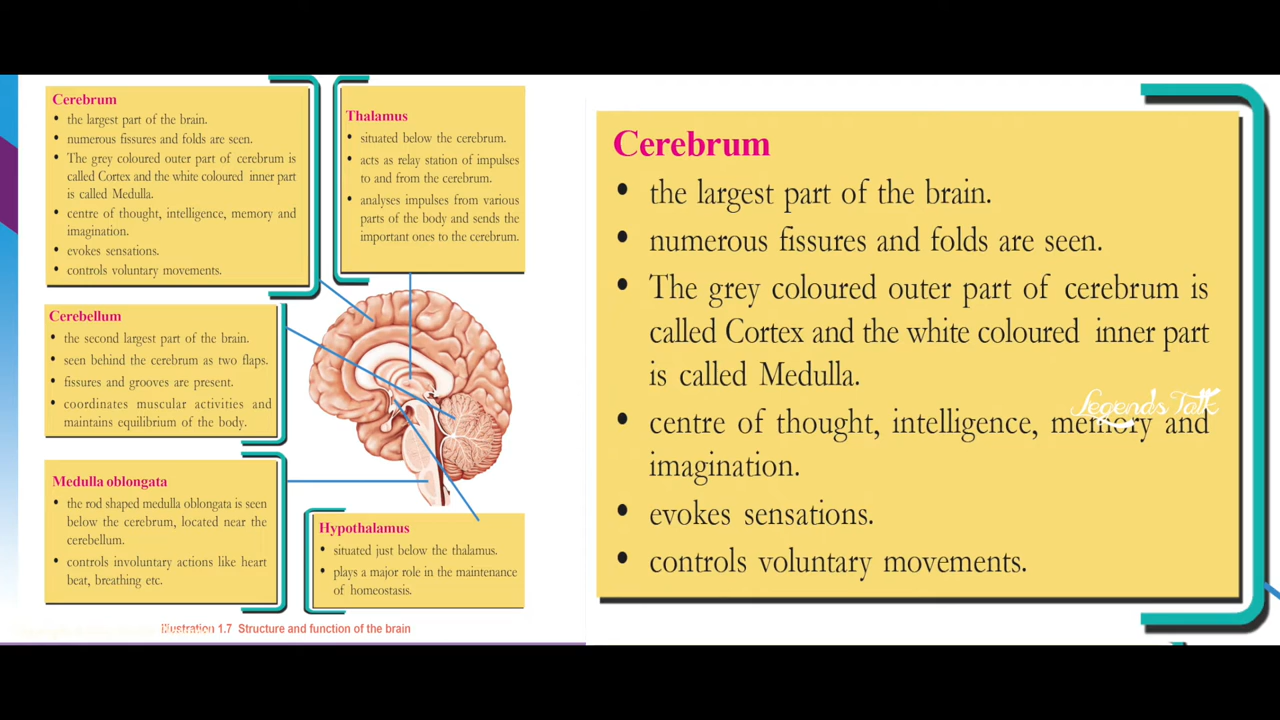 Cerebrum
• the largest part of the brain.
• numerous fissures and folds are seen.
• The grey coloured outer part of cerebrum is
called Cortex and the white coloured inner part
is called Medulla.
• centre of thought, intelligence, memory and
imagination.
• evokes sensations.
• controls voluntary movements.
Thalamus
• situated below the cerebrum.
• acts as relay station of impulses
to and from the cerebrum.
• analyses impulses from various
parts of the body and sends the
important ones to the cerebrum.
Cerebellum
• the second largest part of the brain.
• seen behind the cerebrum as two flaps.
• fissures and grooves are present.
• coordinates muscular activities and
maintains equilibrium of the body.
Medulla oblongata
• the rod shaped medulla oblongata is seen
below the cerebrum, located near the
cerebellum.
• controls involuntary actions like heart
beat, breathing etc.
Hypothalamus
• situated just below the thalamus.
• plays a major role in the maintenance
of homeostasis.
Illustration 1.7 Structure and function of the brain
Cerebrum
• the largest part of the brain.
• numerous fissures and folds are seen.
• The grey coloured outer part of cerebrum is
called Cortex and the white coloured inner part
is called Medulla.
• centre of thought, intelligence, memory and
imagination.
• evokes sensations.
• controls voluntary movements.
Legends Talk